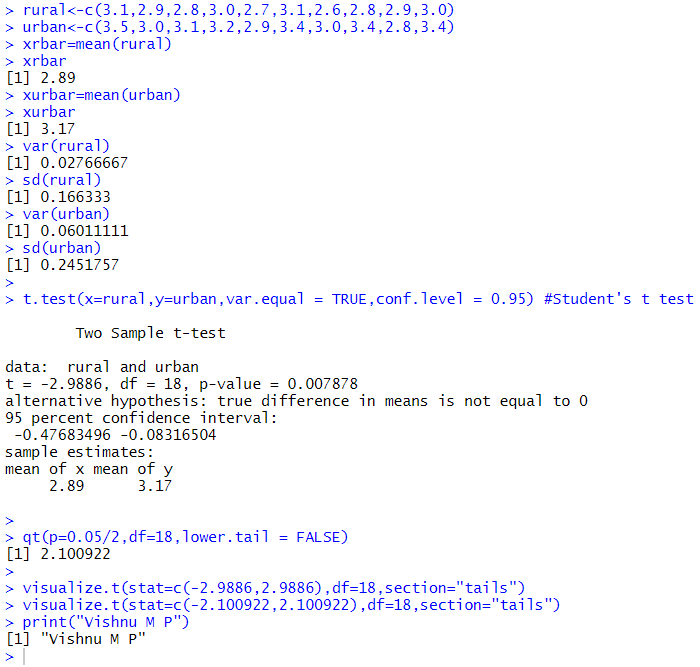 > rural<-c(3.1,2.9,2.8,3.0,2.7,3.1,2.6,2.8,2.9,3.0)
> urban<-c(3.5,3.0,3.1,3.2,2.9,3.4,3.0,3.4,2.8,3.4)
> xrbar=mean(rural)
> xrbar
[1] 2.89
> xurbar=mean(urban)
> xurbar
[1] 3.17
> var(rural)
[1] 0.02766667
> sd(rural)
[1] 0.166333
> var(urban)
[1] 0.06011111
> sd(urban)
[1] 0.2451757
>
> t.test(x=rural,y=urban,var.equal = TRUE,conf.level = 0.95) #Student's t test
Two Sample t-test
data:  rural and urban
t = -2.9886, df = 18, p-value = 0.007878
alternative hypothesis: true difference in means is not equal to 0
95 percent confidence interval:
 -0.47683496 -0.08316504
sample estimates:
mean of x mean of y
2.89      3.17
>
> qt(p=0.05/2,df=18,lower.tail = FALSE)
[1] 2.100922
>
> visualize.t(stat=c(-2.9886,2.9886),df=18,section="tails")
> visualize.t(stat=c(-2.100922,2.100922),df=18,section="tails")
> print("Vishnu M P")
[1] "Vishnu M P"
>